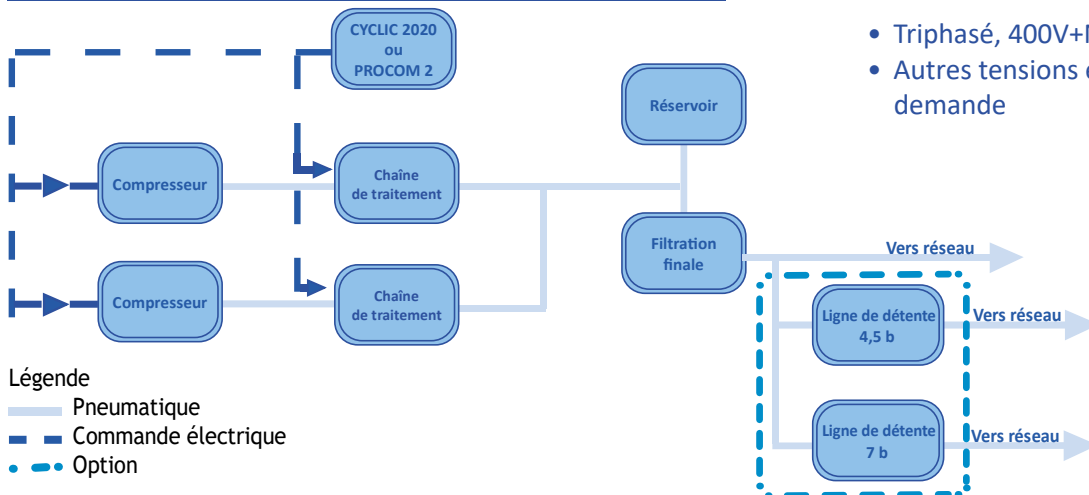 CYCLIC 2020
ou
PROCOM 2
• Triphasé, 400V+
• Autres tensions
demande
Réservoir
Compresseur
Chaîne
de traitement
Filtration
finale
Vers réseau
Compresseur
Chaîne
de traitement
Ligne de détente
4,5 b
Vers réseau
Légende
Pneumatique
Commande électrique
Option
Ligne de détente
7 b
Vers réseau